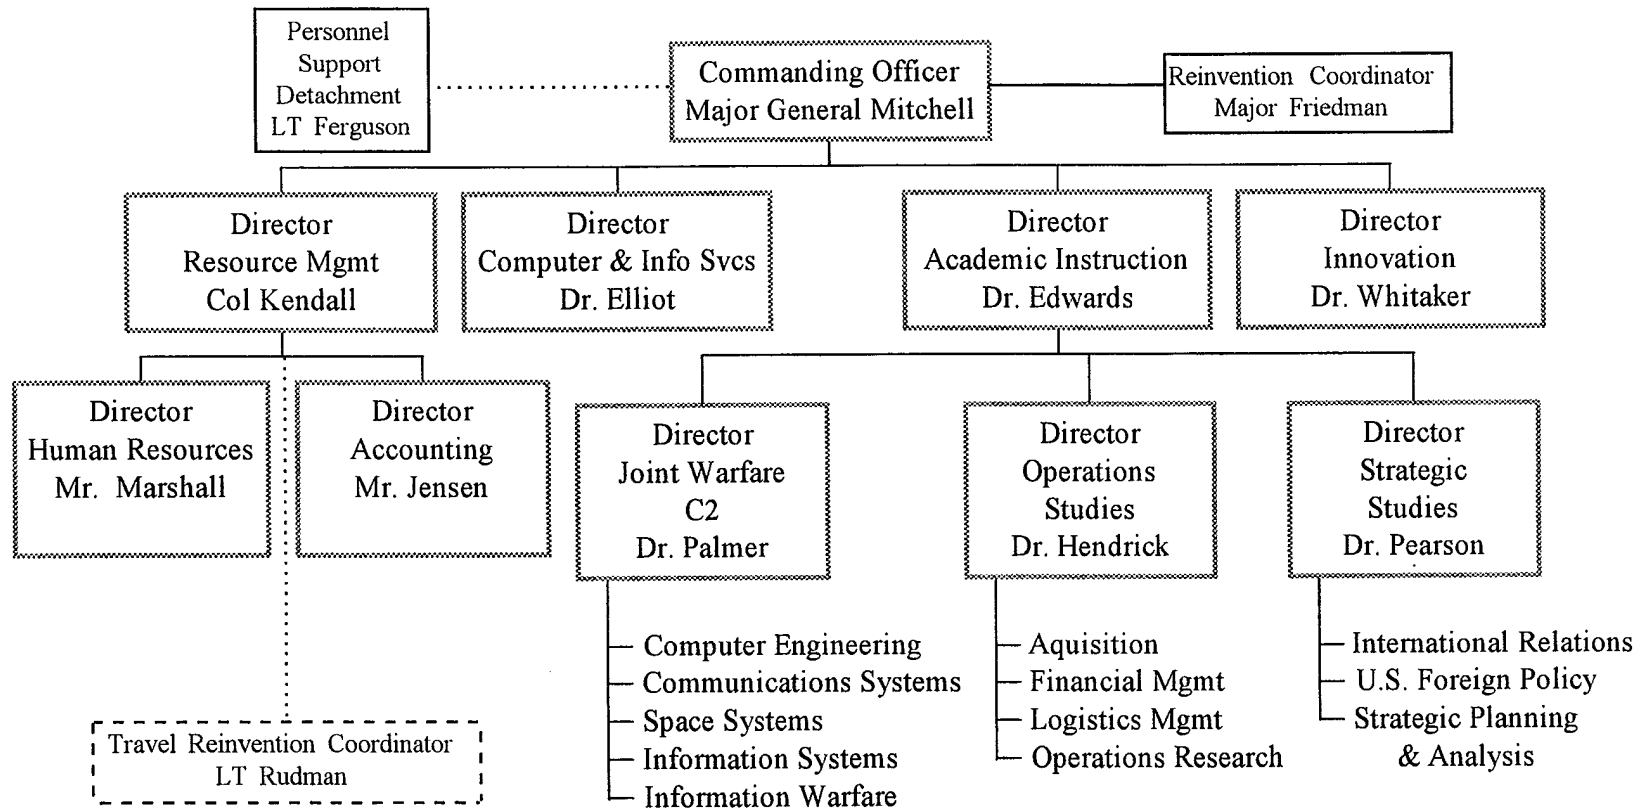 Personnel
Support
Detachment
LT Ferguson
Commanding Officer
Major General Mitchell
Reinvention Coordinator
Major Friedman
Director
Resource Mgmt
Col Kendall
Director
Computer & Info Svcs
Dr. Elliot
Director
Academic Instruction
Dr. Edwards
Director
Innovation
Dr. Whitaker
Director
Human Resources
Mr. Marshall
Director
Accounting
Mr. Jensen
Director
Joint Warfare
C2
Dr. Palmer
Director
Operations
Studies
Dr. Hendrick
Director
Strategic
Studies
Dr. Pearson
Computer Engineering
Communications Systems
Space Systems
Information Systems
Information Warfare
Aquisition
Financial Mgmt
Logistics Mgmt
Operations Research
International Relations
U.S. Foreign Policy
Strategic Planning
& Analysis
Travel Reinvention Coordinator
LT Rudman